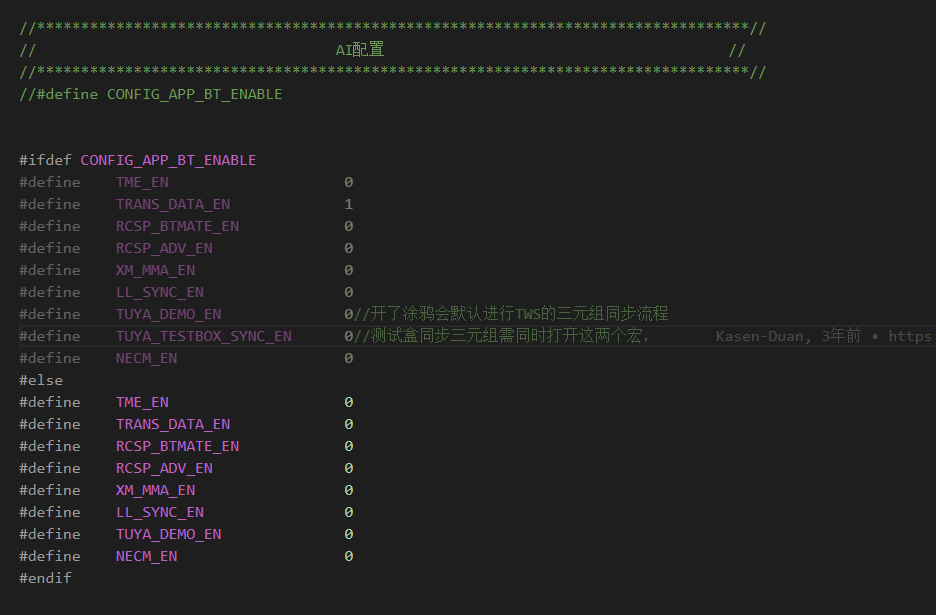 //*********************************************************************************//
//                                  AI配置                                       //
//*********************************************************************************//
//#define CONFIG_APP_BT_ENABLE
#ifdef CONFIG_APP_BT_ENABLE
#define    TME_EN                    0
#define    TRANS_DATA_EN             1
#define    RCSP_BTMATE_EN            0
#define    RCSP_ADV_EN               0
#define    XM_MMA_EN                 0
#define    LL_SYNC_EN                0
#define    TUYA_DEMO_EN              0//开了涂鸦会默认进行TWS的三元组同步流程
#define    TUYA_TESTBOX_SYNC_EN      0//测试盒同步三元组需同时打开这两个宏,       Kasen-Duan, 3年前 • https
#define    NECM_EN                   0
#else
#define    TME_EN                    0
#define    TRANS_DATA_EN             0
#define    RCSP_BTMATE_EN            0
#define    RCSP_ADV_EN               0
#define    XM_MMA_EN                 0
#define    LL_SYNC_EN                0
#define    TUYA_DEMO_EN              0
#define    NECM_EN                   0
#endif